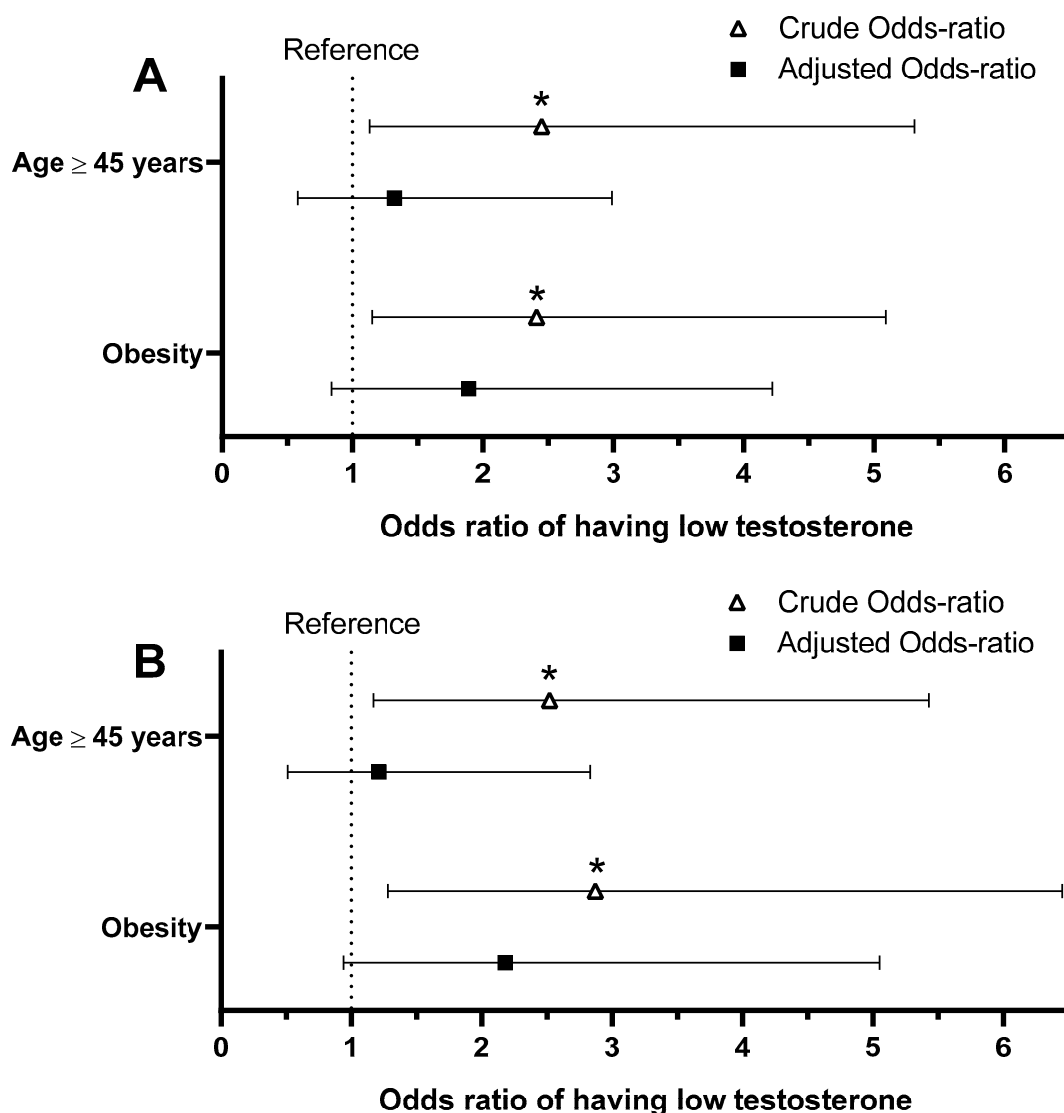 A
Reference
△ Crude Odds-ratio
■ Adjusted Odds-ratio
*
Age ≥ 45 years
*
Obesity
0 1 2 3 4 5 6
Odds ratio of having low testosterone
B
Reference
△ Crude Odds-ratio
■ Adjusted Odds-ratio
*
Age ≥ 45 years
*
Obesity
0 1 2 3 4 5 6
Odds ratio of having low testosterone